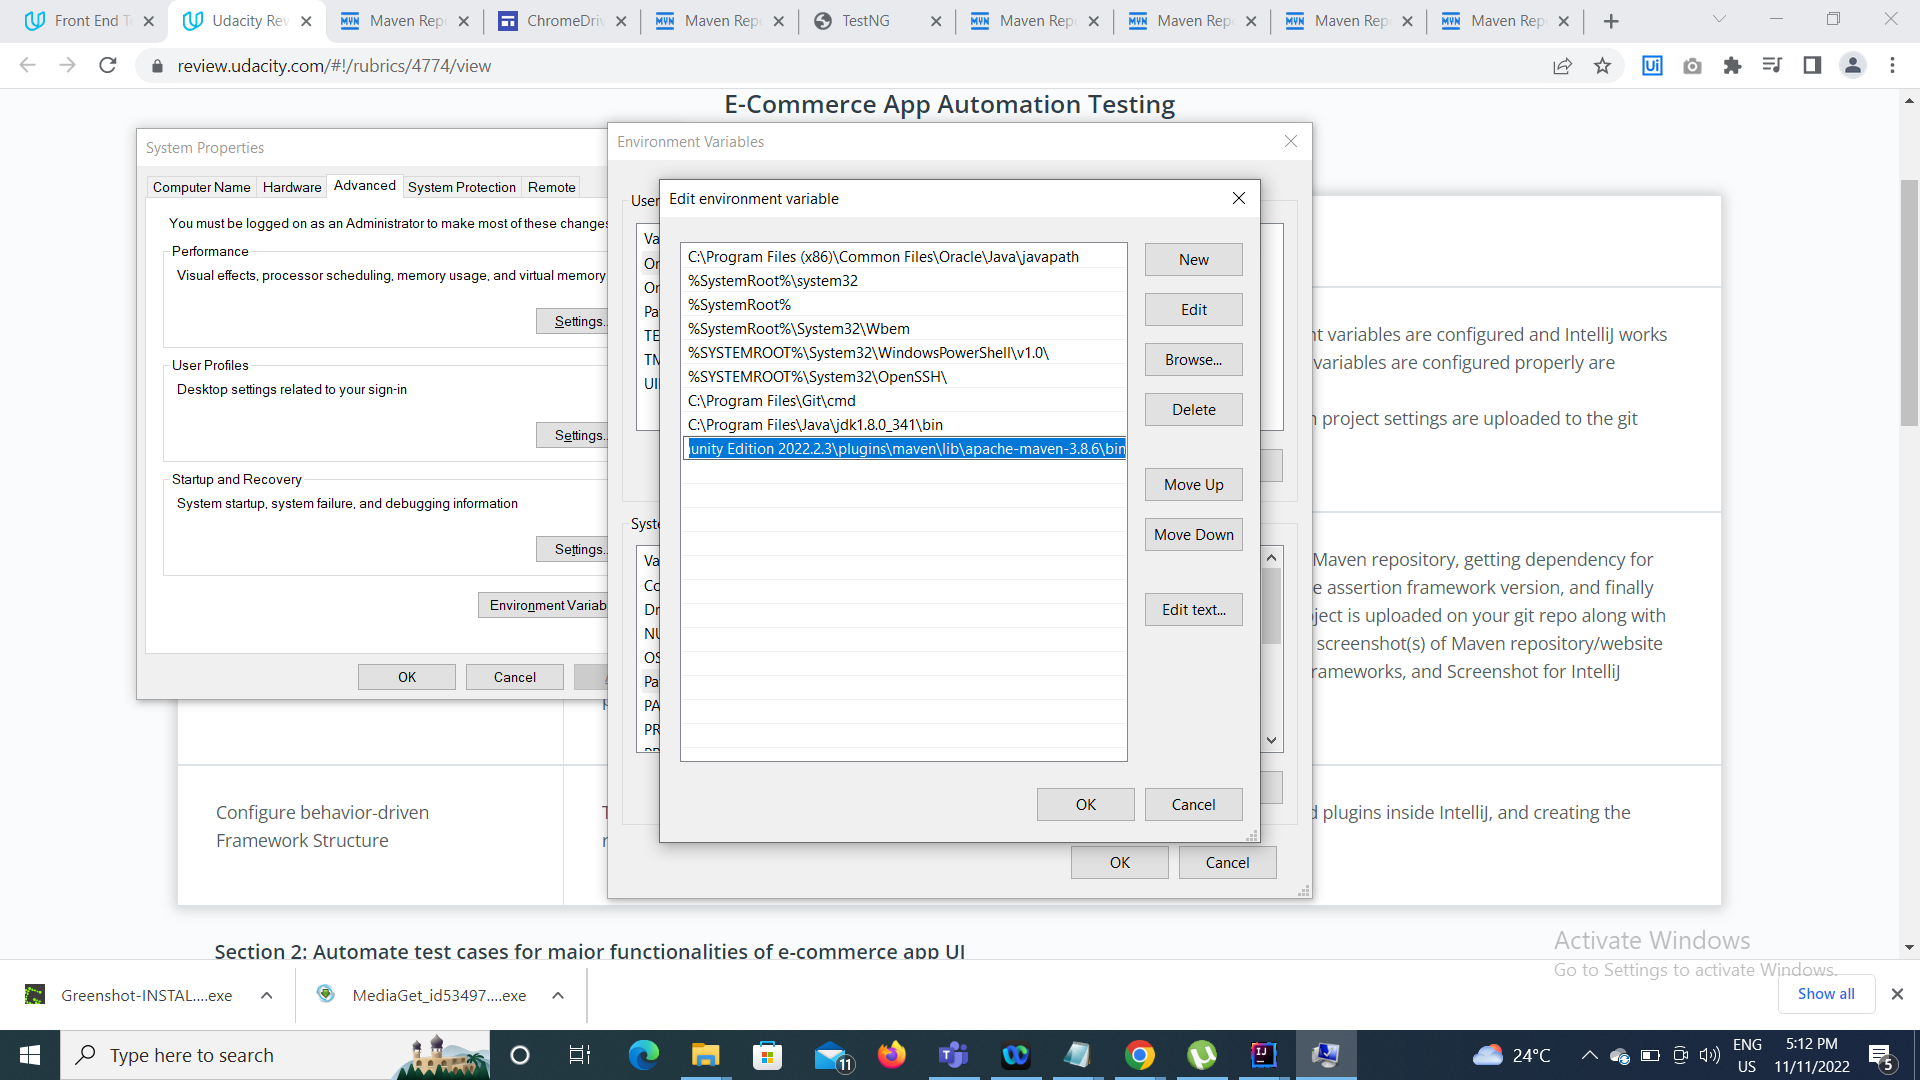 Front End T
Udacity Rev
Maven Rep
ChromeDriv
Maven Rep
TestNG
Maven Rep
Maven Rep
Maven Rep
Maven Rep
review.udacity.com/#!/rubrics/4774/view
E-Commerce App Automation Testing
System Properties
Computer Name Hardware Advanced System Protection Remote
You must be logged on as an Administrator to make most of these changes
Performance
Visual effects, processor scheduling, memory usage, and virtual memory
Settings..
User Profiles
Desktop settings related to your sign-in
Settings..
Startup and Recovery
System startup, system failure, and debugging information
Settings..
Environment Variab
OK Cancel
Environment Variables
User
Va
On
On
Pa
TE
TM
Syste
Va
Co
Dr
NU
OS
Pa
PA
PR
OK Cancel
Edit environment variable
C:\Program Files (x86)\Common Files\Oracle\Java\javapath
%SystemRoot%\system32
%SystemRoot%
%SystemRoot%\System32\Wbem
%SYSTEMROOT%\System32\WindowsPowerShell\v1.0\
%SYSTEMROOT%\System32\OpenSSH\
C:\Program Files\Git\cmd
C:\Program Files\Java\jdk1.8.0_341\bin
unity Edition 2022.2.3\plugins\maven\lib\apache-maven-3.8.6\bin
New
Edit
Browse...
Delete
Move Up
Move Down
Edit text...
OK Cancel
nt variables are configured and IntelliJ works
variables are configured properly are
n project settings are uploaded to the git
Maven repository, getting dependency for
e assertion framework version, and finally
ject is uploaded on your git repo along with
screenshot(s) of Maven repository/website
rameworks, and Screenshot for IntelliJ
Configure behavior-driven
Framework Structure
d plugins inside IntelliJ, and creating the
Section 2: Automate test cases for major functionalities of e-commerce app UI
Activate Windows
Go to Settings to activate Windows.
Greenshot-INSTAL....exe
MediaGet_id53497....exe
Show all
Type here to search
11
24°C
ENG
US
5:12 PM
11/11/2022
5